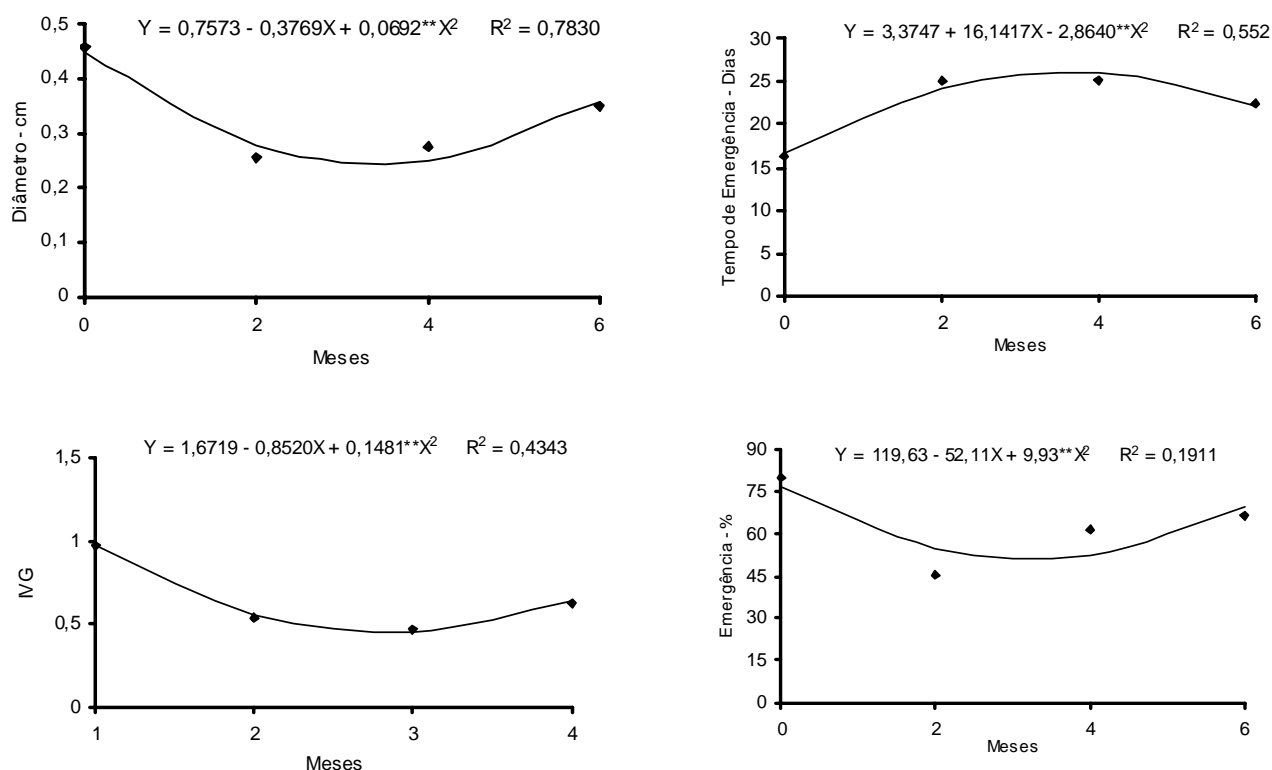 Y = 0,7573 - 0,3769X + 0,0692**X² R² = 0,7830
0,5
0,4
0,3
0,2
0,1
0
Diâmetro - cm
0 2 4 6
Meses
Y = 3,3747 + 16,1417X - 2,8640**X² R² = 0,552
30
25
20
15
10
5
0
Tempo de Emergência - Dias
0 2 4 6
Meses
Y = 1,6719 - 0,8520X + 0,1481**X² R² = 0,4343
1,5
1
0,5
0
IVG
1 2 3 4
Meses
Y = 119,63 - 52,11X + 9,93**X² R² = 0,1911
90
75
60
45
30
15
0
Emergência - %
0 2 4 6
Meses